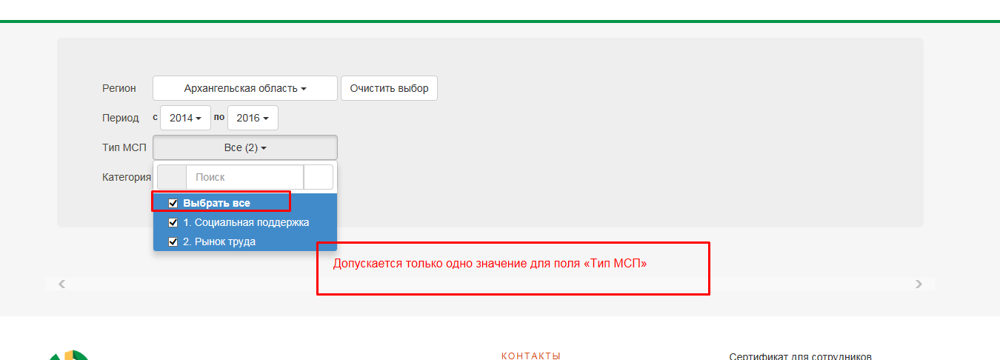 Регион Архангельская область Очистить выбор
Период с 2014 по 2016
Тип МСП Все (2)
Категория Поиск
Выбрать все
1. Социальная поддержка
2. Рынок труда
Допускается только одно значение для поля «Тип МСП»
КОНТАКТЫ Сертификат для сотрудников